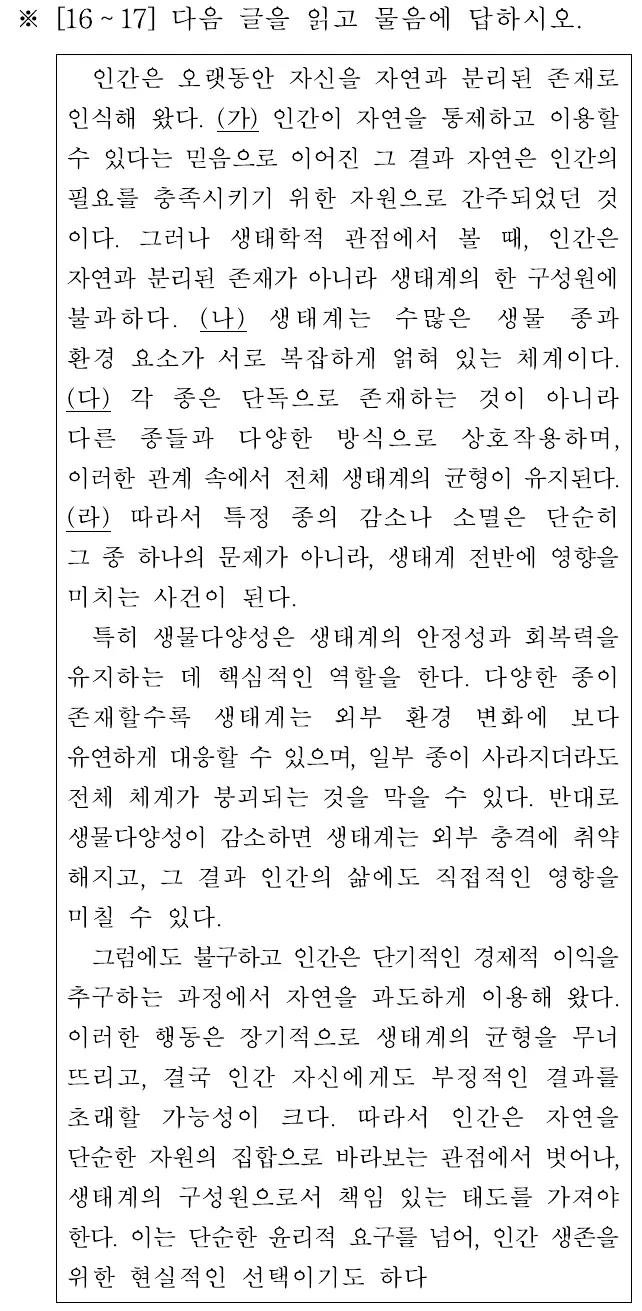 ※ [16~17] 다음 글을 읽고 물음에 답하시오.
인간은 오랫동안 자신을 자연과 분리된 존재로
인식해 왔다. (가) 인간이 자연을 통제하고 이용할
수 있다는 믿음으로 이어진 그 결과 자연은 인간의
필요를 충족시키기 위한 자원으로 간주되었던 것
이다. 그러나 생태학적 관점에서 볼 때, 인간은
자연과 분리된 존재가 아니라 생태계의 한 구성원에
불과하다. (나) 생태계는 수많은 생물 종과
환경 요소가 서로 복잡하게 얽혀 있는 체계이다.
(다) 각 종은 단독으로 존재하는 것이 아니라
다른 종들과 다양한 방식으로 상호작용하며,
이러한 관계 속에서 전체 생태계의 균형이 유지된다.
(라) 따라서 특정 종의 감소나 소멸은 단순히
그 종 하나의 문제가 아니라, 생태계 전반에 영향을
미치는 사건이 된다.
특히 생물다양성은 생태계의 안정성과 회복력을
유지하는 데 핵심적인 역할을 한다. 다양한 종이
존재할수록 생태계는 외부 환경 변화에 보다
유연하게 대응할 수 있으며, 일부 종이 사라지더라도
전체 체계가 붕괴되는 것을 막을 수 있다. 반대로
생물다양성이 감소하면 생태계는 외부 충격에 취약
해지고, 그 결과 인간의 삶에도 직접적인 영향을
미칠 수 있다.
그럼에도 불구하고 인간은 단기적인 경제적 이익을
추구하는 과정에서 자연을 과도하게 이용해 왔다.
이러한 행동은 장기적으로 생태계의 균형을 무너
뜨리고, 결국 인간 자신에게도 부정적인 결과를
초래할 가능성이 크다. 따라서 인간은 자연을
단순한 자원의 집합으로 바라보는 관점에서 벗어나,
생태계의 구성원으로서 책임 있는 태도를 가져야
한다. 이는 단순한 윤리적 요구를 넘어, 인간 생존을
위한 현실적인 선택이기도 하다